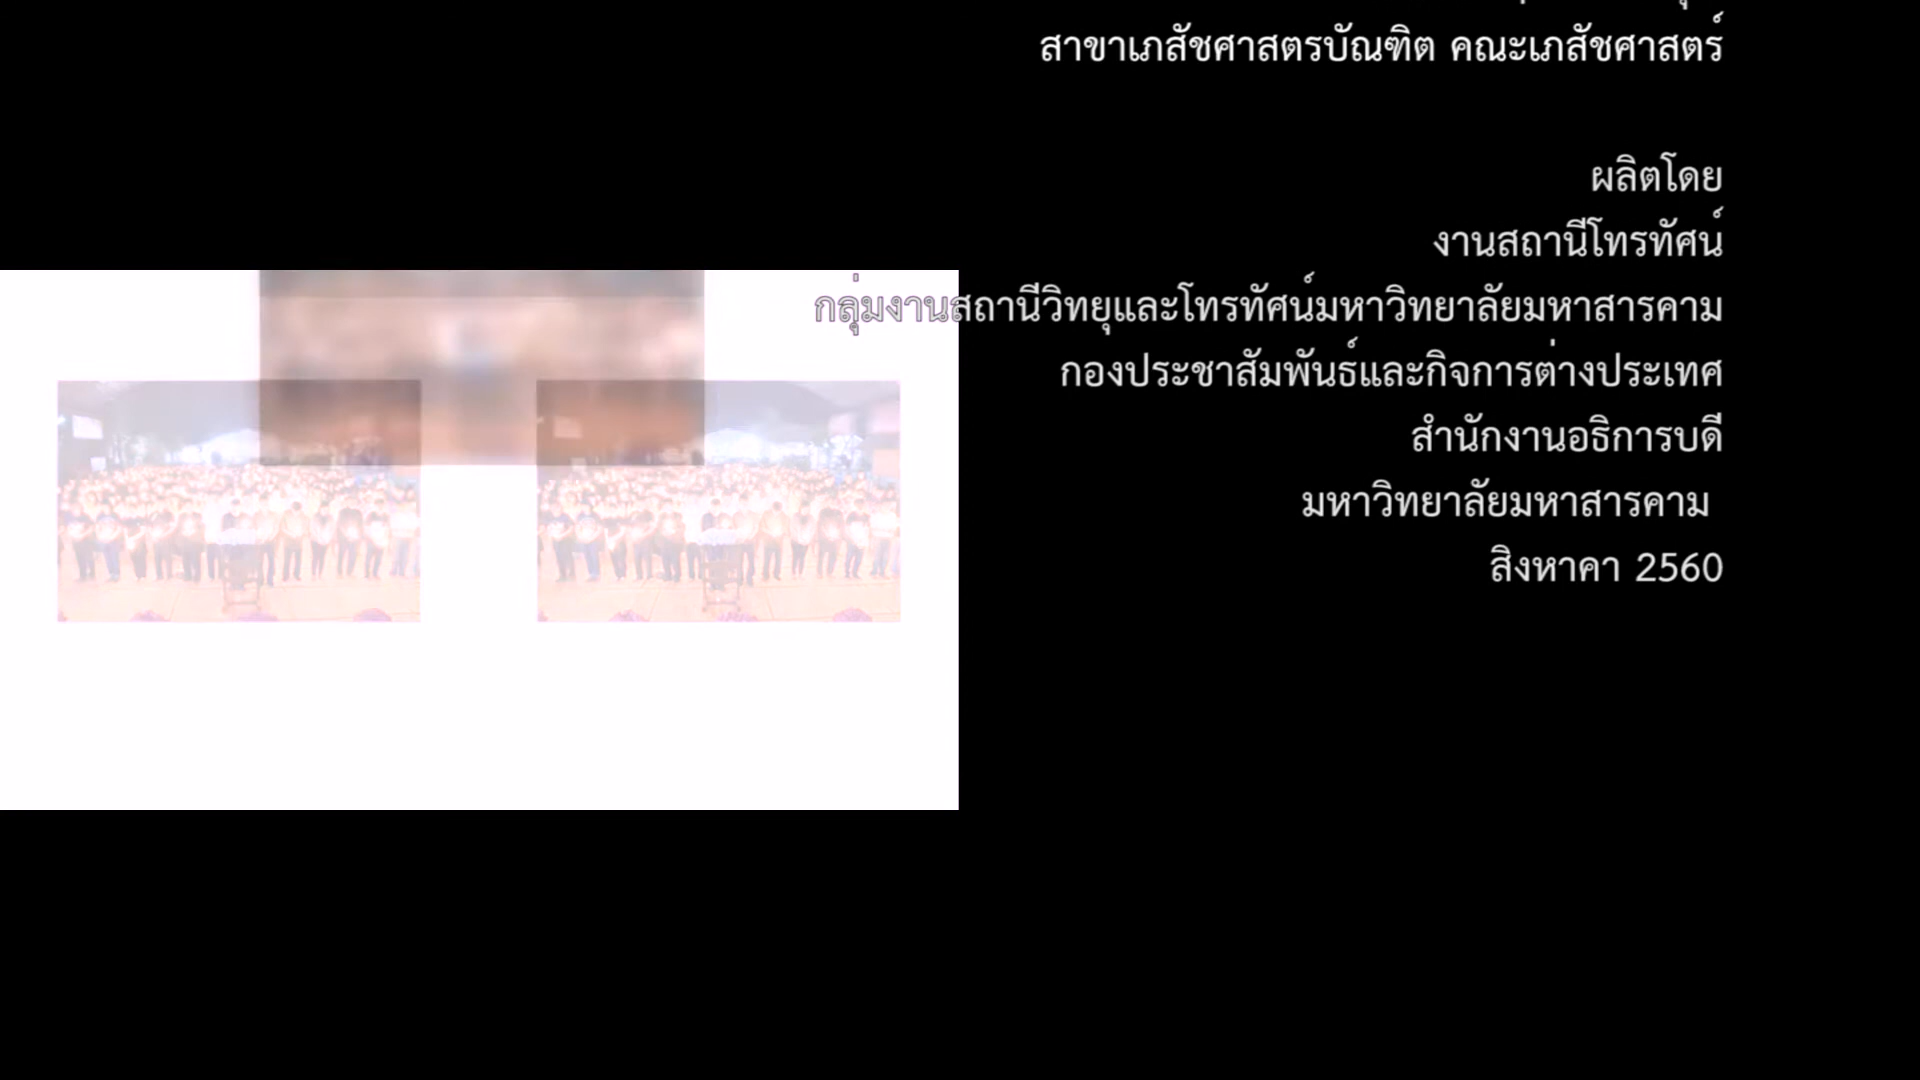 สาขาเภสัชศาสตรบัณฑิต คณะเภสัชศาสตร์
ผลิตโดย
งานสถานีโทรทัศน์
กลุ่มงานสถานีวิทยุและโทรทัศน์มหาวิทยาลัยมหาสารคาม
กองประชาสัมพันธ์และกิจการต่างประเทศ
สำนักงานอธิการบดี
มหาวิทยาลัยมหาสารคาม
สิงหาคา 2560